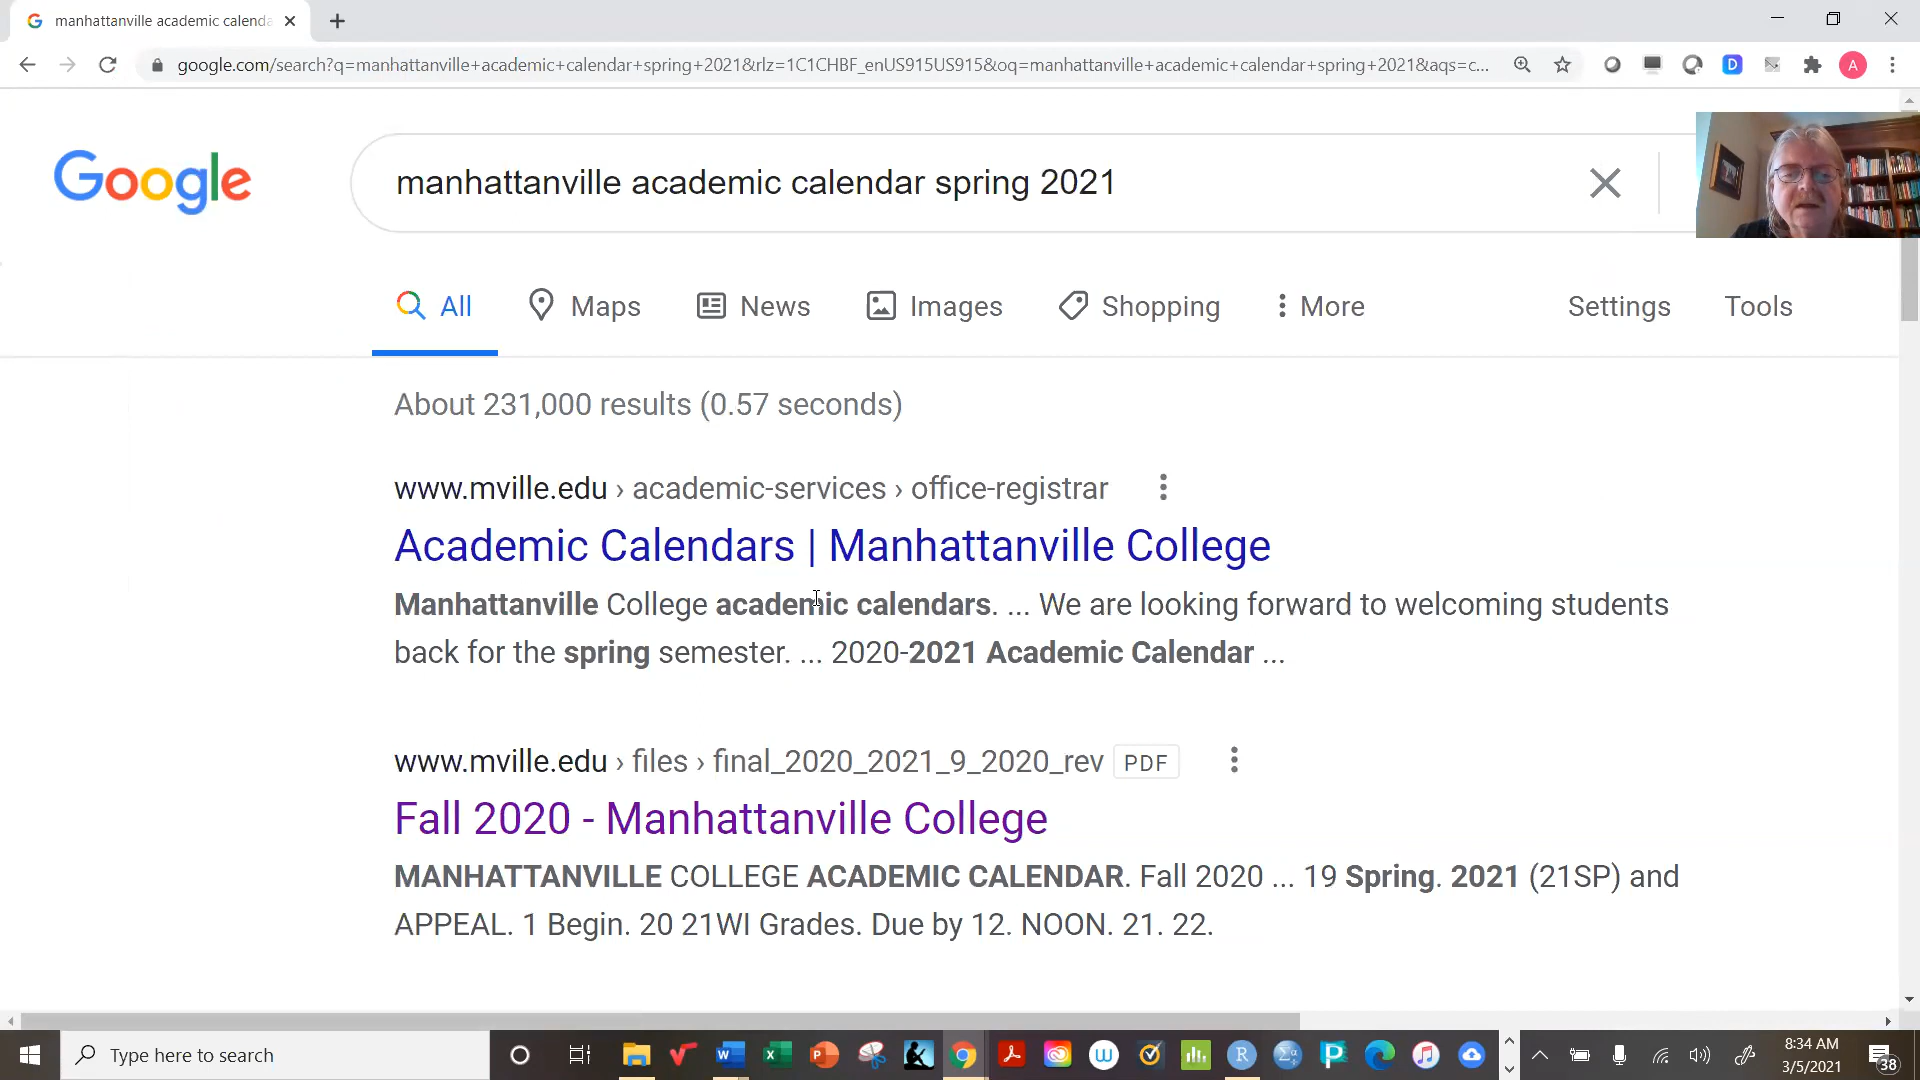 manhattanville academic calenda
google.com/search?q=manhattanville+academic+calendar+spring+2021&rlz=1C1CHBF_enUS915US915&oq=manhattanville+academic+calendar+spring+2021&aqs=c...
D
A
Google
manhattanville academic calendar spring 2021
All
Maps
News
Images
Shopping
More
Settings
Tools
About 231,000 results (0.57 seconds)
www.mville.edu › academic-services › office-registrar
Academic Calendars | Manhattanville College
Manhattanville College academic calendars. ... We are looking forward to welcoming students
back for the spring semester. ... 2020-2021 Academic Calendar ...
www.mville.edu › files › final_2020_2021_9_2020_rev PDF
Fall 2020 - Manhattanville College
MANHATTANVILLE COLLEGE ACADEMIC CALENDAR. Fall 2020 ... 19 Spring. 2021 (21SP) and
APPEAL. 1 Begin. 20 21WI Grades. Due by 12. NOON. 21. 22.
Type here to search
8:34 AM
3/5/2021
38